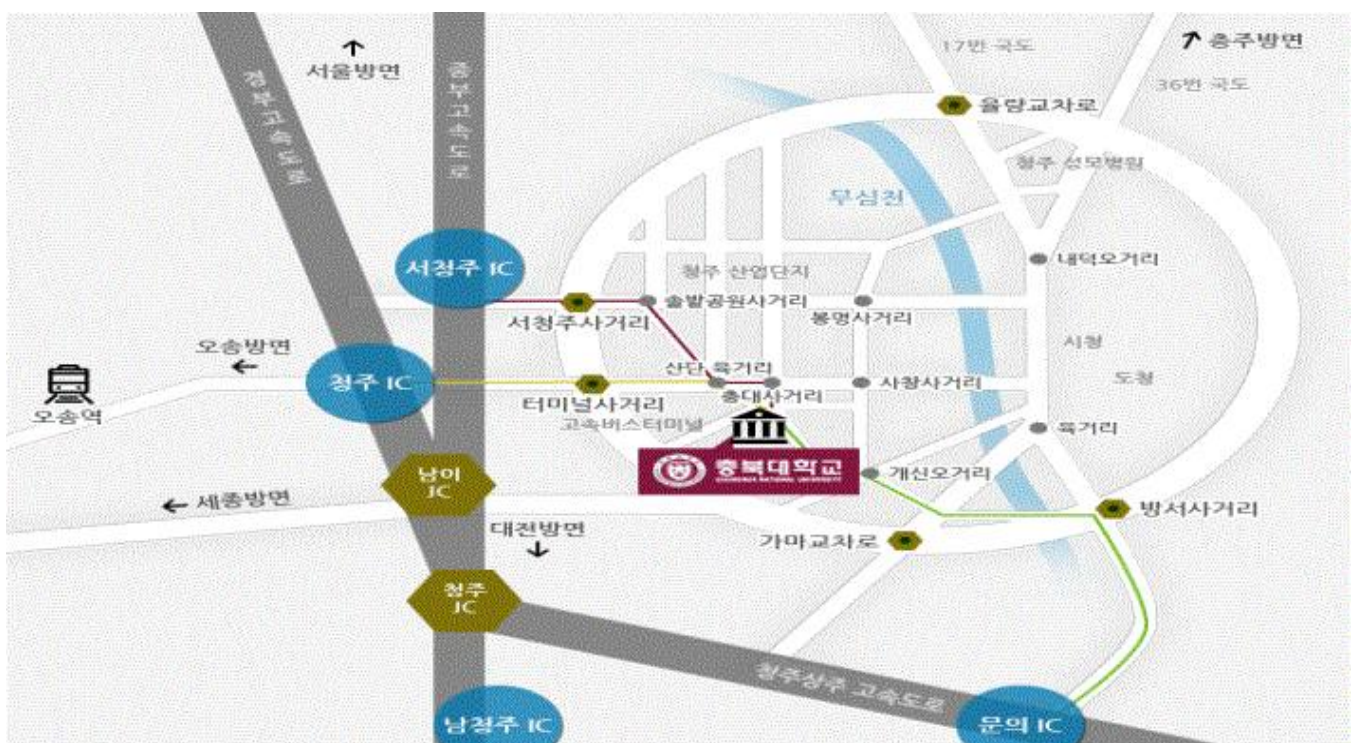 17번 국도
충주방면
서울방면
36번 국도
경부고속도로
중부고속도로
율량교차로
청주 성모병원
무심천
서청주 IC
청주 산업단지
내덕오거리
솔밭공원사거리
서청주사거리
봉명사거리
오송방면
시청
산단 육거리
도청
청주 IC
사창사거리
오송역
터미널사거리
충대사거리
고속버스터미널
육거리
충북대학교
CHUNGBUK NATIONAL UNIVERSITY
개신오거리
남이
JC
세종방면
방서사거리
대전방면
가마교차로
청주
JC
청주상주 고속도로
남청주 IC
문의 IC